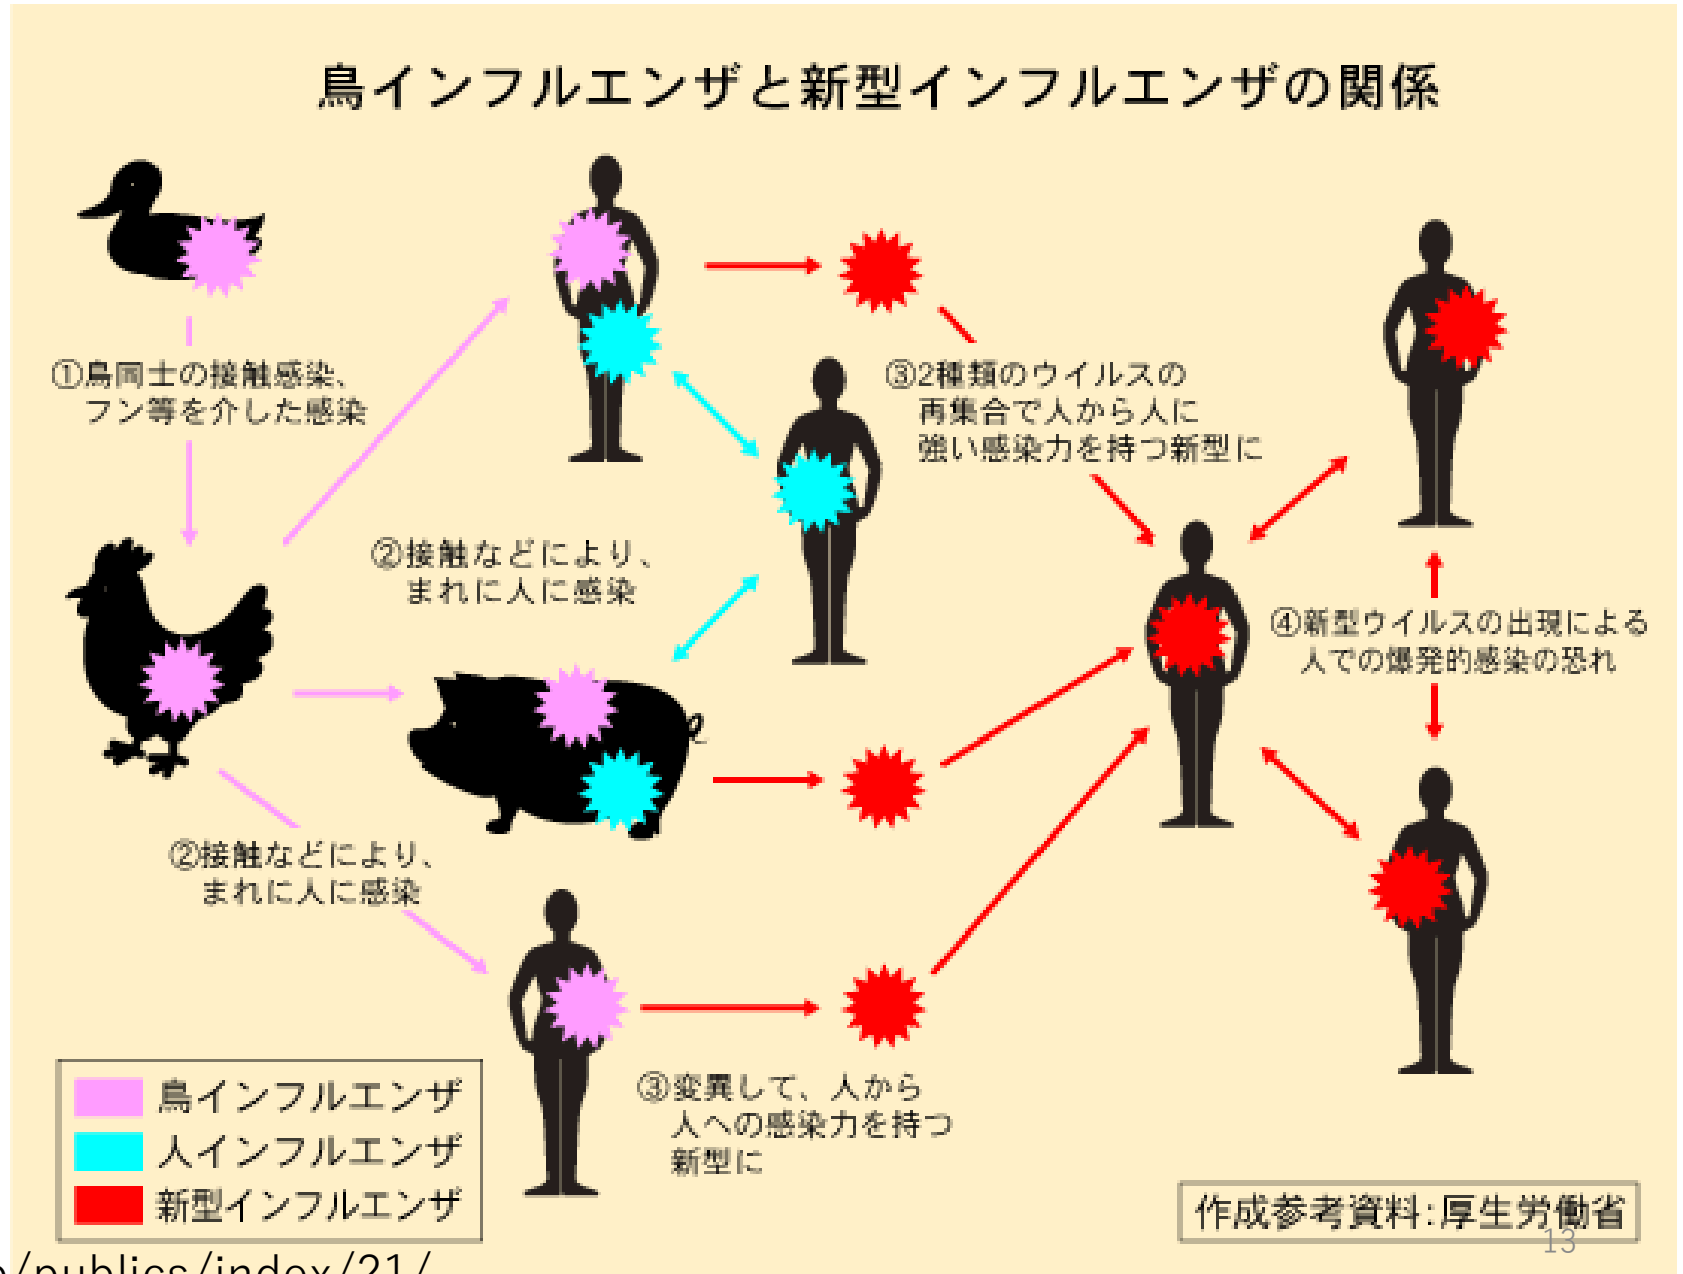 鳥インフルエンザと新型インフルエンザの関係
①鳥同士の接触感染、
フン等を介した感染
③2種類のウイルスの
再集合で人から人に
強い感染力を持つ新型に
②接触などにより、
まれに人に感染
④新型ウイルスの出現による
人での爆発的感染の恐れ
②接触などにより、
まれに人に感染
③変異して、人から
人への感染力を持つ
新型に
鳥インフルエンザ
人インフルエンザ
新型インフルエンザ
作成参考資料:厚生労働省
13
/publics/index/21/